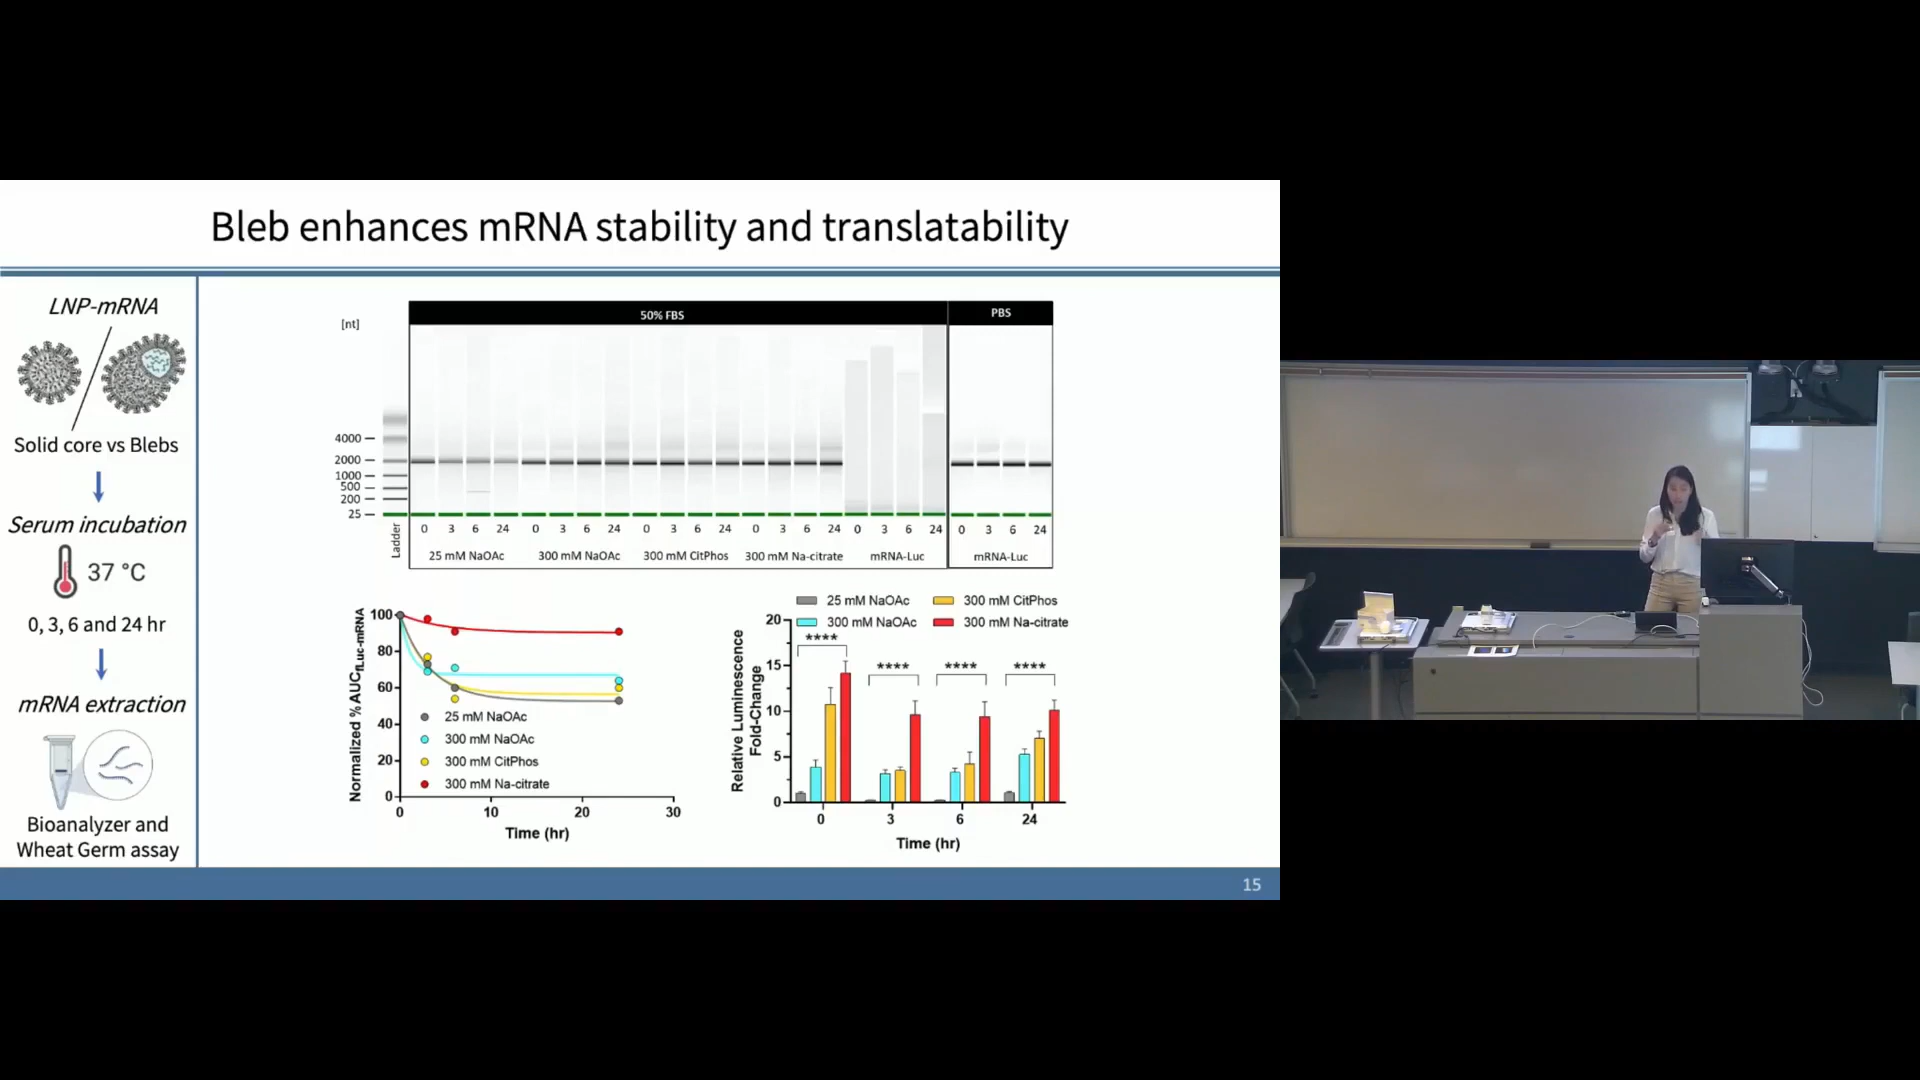 Bleb enhances mRNA stability and translatability
LNP-mRNA
Solid core vs Blebs
Serum incubation
37 °C
0, 3, 6 and 24 hr
mRNA extraction
Bioanalyzer and
Wheat Germ assay
50% FBS
PBS
[nt]
4000
2000
1000
500
200
25
Ladder
0 3 6 24 0 3 6 24 0 3 6 24 0 3 6 24 0 3 6 24 0 3 6 24
25 mM NaOAc 300 mM NaOAc 300 mM CitPhos 300 mM Na-citrate mRNA-Luc mRNA-Luc
Normalized % AUCfLuc-mRNA
100
80
60
40
20
0
25 mM NaOAc
300 mM NaOAc
300 mM CitPhos
300 mM Na-citrate
0 10 20 30
Time (hr)
25 mM NaOAc 300 mM CitPhos
300 mM NaOAc 300 mM Na-citrate
Relative Luminescence
Fold-Change
20
15
10
5
0
**** **** **** ****
0 3 6 24
Time (hr)
15